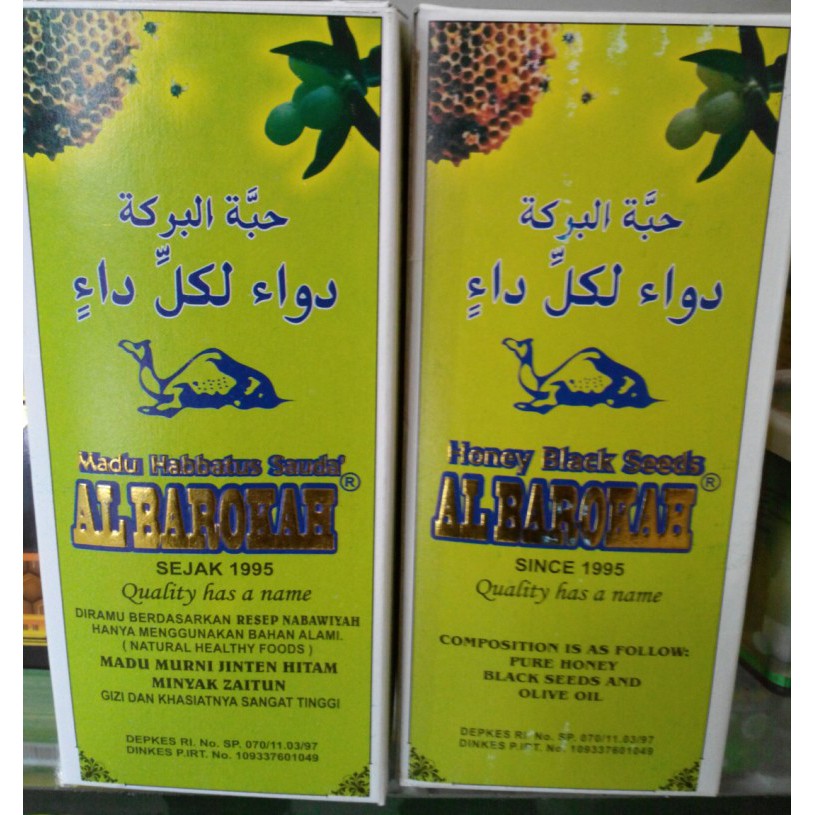 حبَّة البركة
دواء لكلِّ داءٍ
Madu Habbatus Sauda'
AL BAROKAH®
SEJAK 1995
Quality has a name
DIRAMU BERDASARKAN RESEP NABAWIYAH
HANYA MENGGUNAKAN BAHAN ALAMI.
( NATURAL HEALTHY FOODS )
MADU MURNI JINTEN HITAM
MINYAK ZAITUN
GIZI DAN KHASIATNYA SANGAT TINGGI
DEPKES RI. No. SP. 070/11.03/97
DINKES P.IRT. No. 109337601049
حبَّة البركة
دواء لكلِّ داءٍ
Honey Black Seeds
AL BAROKAH®
SINCE 1995
Quality has a name
COMPOSITION IS AS FOLLOW:
PURE HONEY
BLACK SEEDS AND
OLIVE OIL
DEPKES RI. No. SP. 070/11.03/97
DINKES P.IRT. No. 109337601049